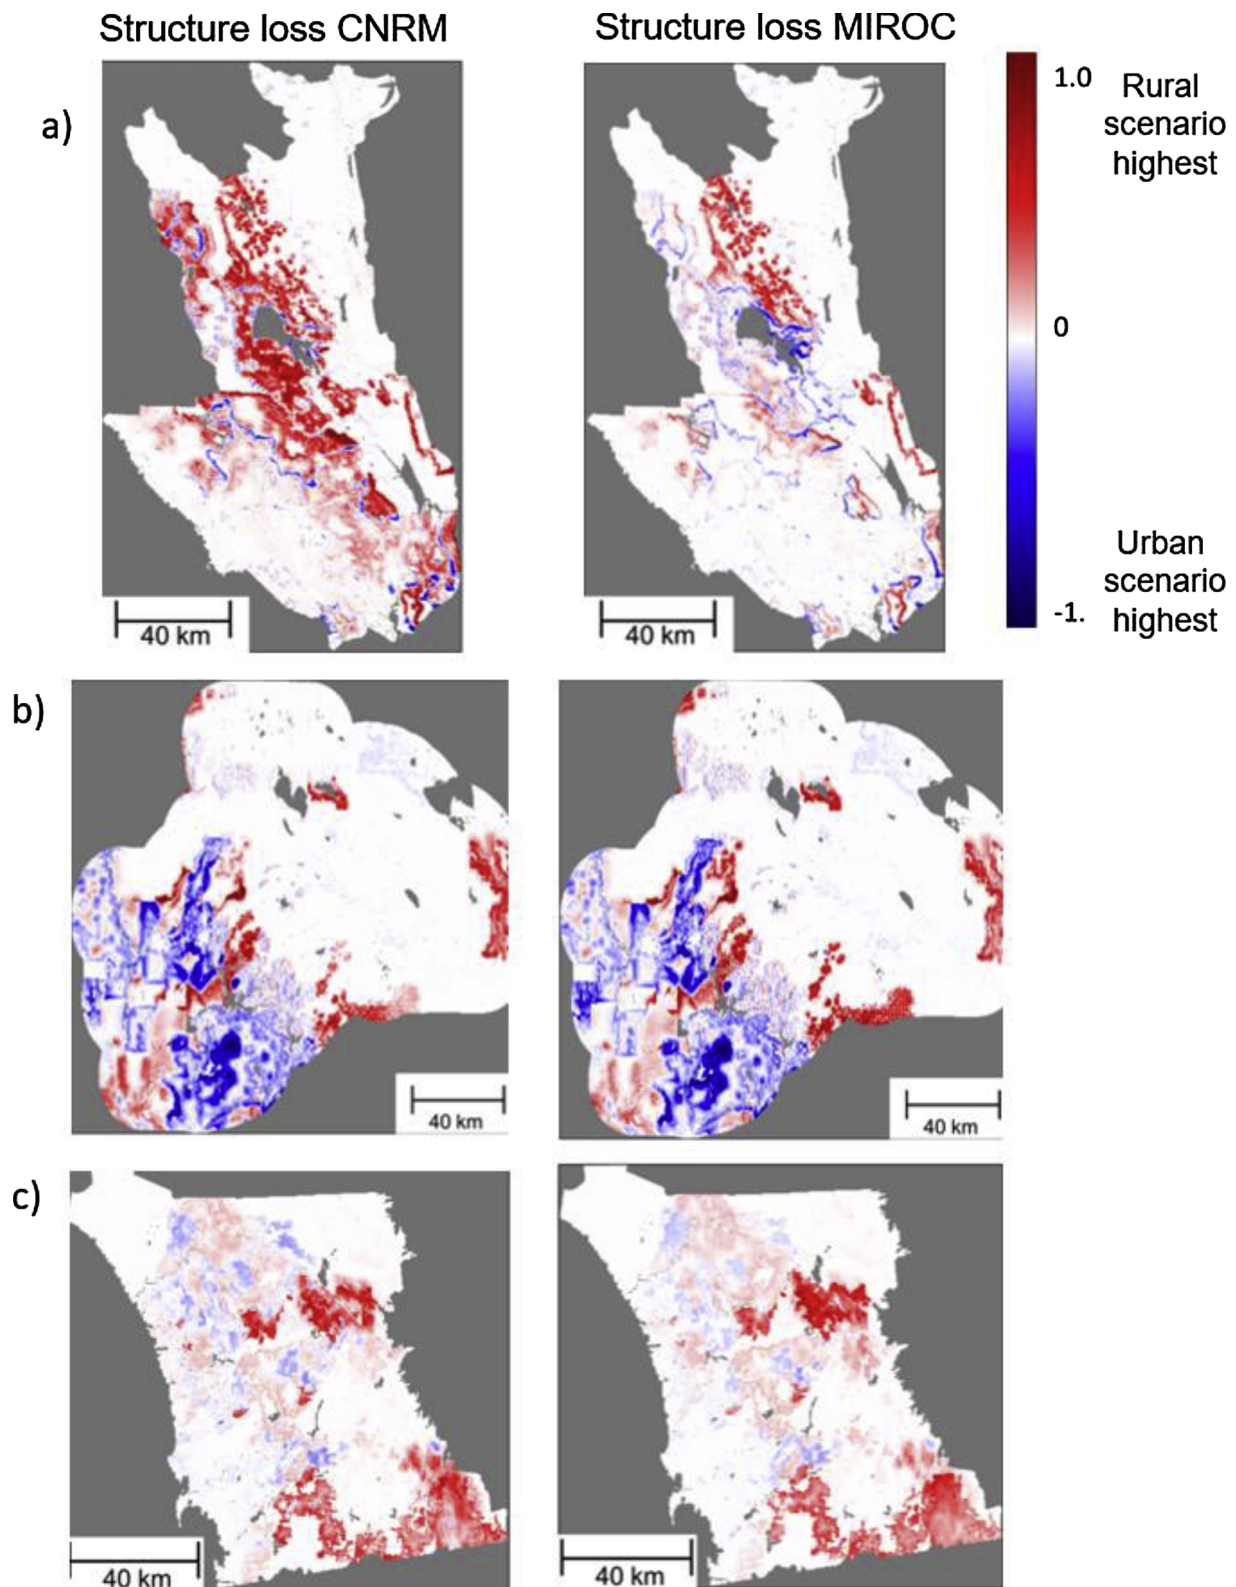 Structure loss CNRM
Structure loss MIROC
a)
1.0
Rural
scenario
highest
0
Urban
scenario
highest
-1.
40 km
40 km
b)
40 km
40 km
c)
40 km
40 km